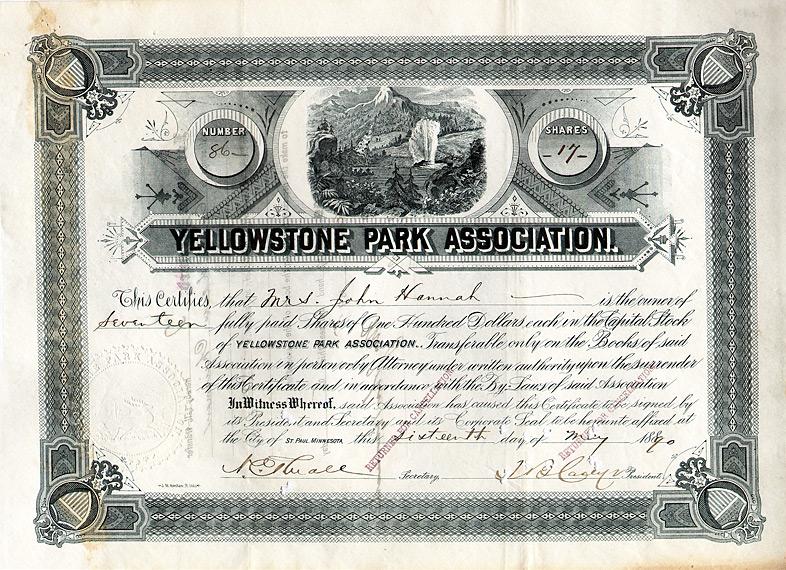 NUMBER
86
SHARES
17
YELLOWSTONE PARK ASSOCIATION.
This Certifies, that Mrs. John Hannah is the owner of
Seventeen fully paid Shares of One Hundred Dollars each in the Capital Stock
of YELLOWSTONE PARK ASSOCIATION. Transferable only on the Books of said
Association in person or by Attorney under written authority upon the surrender
of this Certificate and in accordance with the By Laws of said Association
In Witness Whereof, said Association has caused this Certificate to be signed by
its President and Secretary and its Corporate Seal to be hereunto affixed at
the City of ST. PAUL MINNESOTA, this Sixteenth day of May 1890
Secretary.
President.